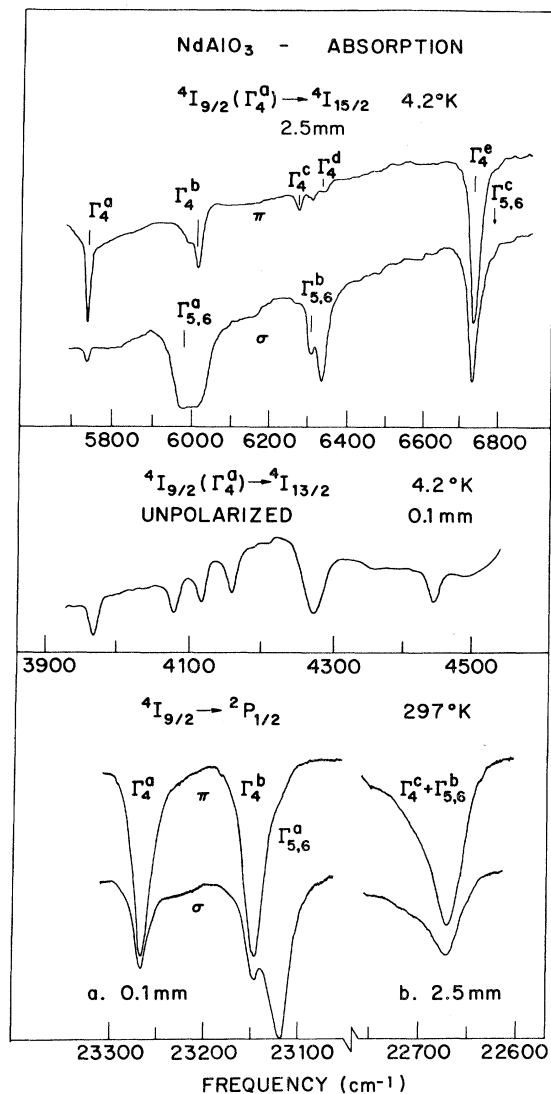 NdAlO₃ - ABSORPTION
⁴I₉/₂(Γ₄ᵃ)→⁴I₁₅/₂ 4.2°K
2.5mm
Γ₄ᵃ Γ₄ᵇ Γ₄ᶜ Γ₄ᵈ Γ₄ᵉ Γ₅,₆ᶜ
π
Γ₅,₆ᵃ Γ₅,₆ᵇ
σ
5800 6000 6200 6400 6600 6800
⁴I₉/₂(Γ₄ᵃ)→⁴I₁₃/₂ 4.2°K
UNPOLARIZED 0.1mm
3900 4100 4300 4500
⁴I₉/₂→²P₁/₂ 297°K
Γ₄ᵃ π Γ₄ᵇ Γ₄ᶜ+Γ₅,₆ᵇ
Γ₅,₆ᵃ
σ
a. 0.1mm b. 2.5mm
23300 23200 23100 22700 22600
FREQUENCY (cm⁻¹)